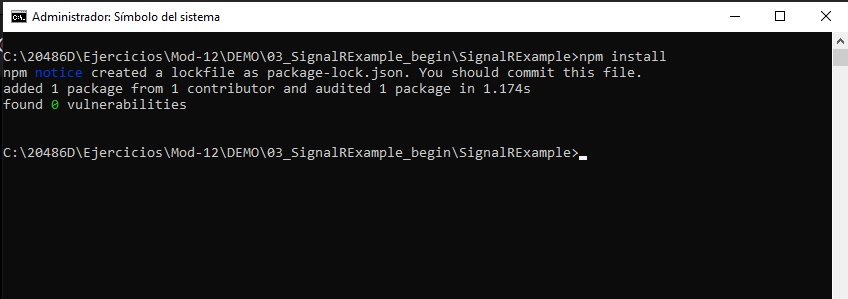 Administrador: Símbolo del sistema
C:\20486D\Ejercicios\Mod-12\DEMO\03_SignalRExample_begin\SignalRExample>npm install
npm notice created a lockfile as package-lock.json. You should commit this file.
added 1 package from 1 contributor and audited 1 package in 1.174s
found 0 vulnerabilities
C:\20486D\Ejercicios\Mod-12\DEMO\03_SignalRExample_begin\SignalRExample>